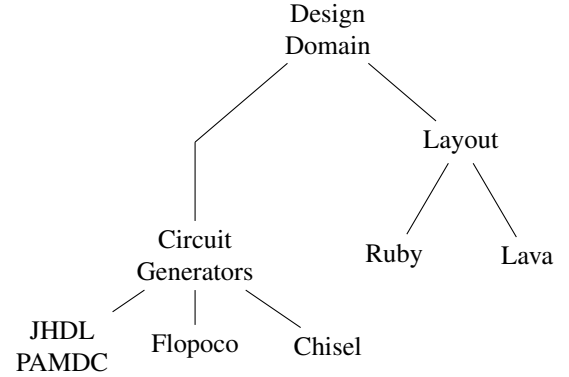 Design
Domain
Layout
Circuit
Generators
Ruby
Lava
JHDL
PAMDC
Flopoco
Chisel